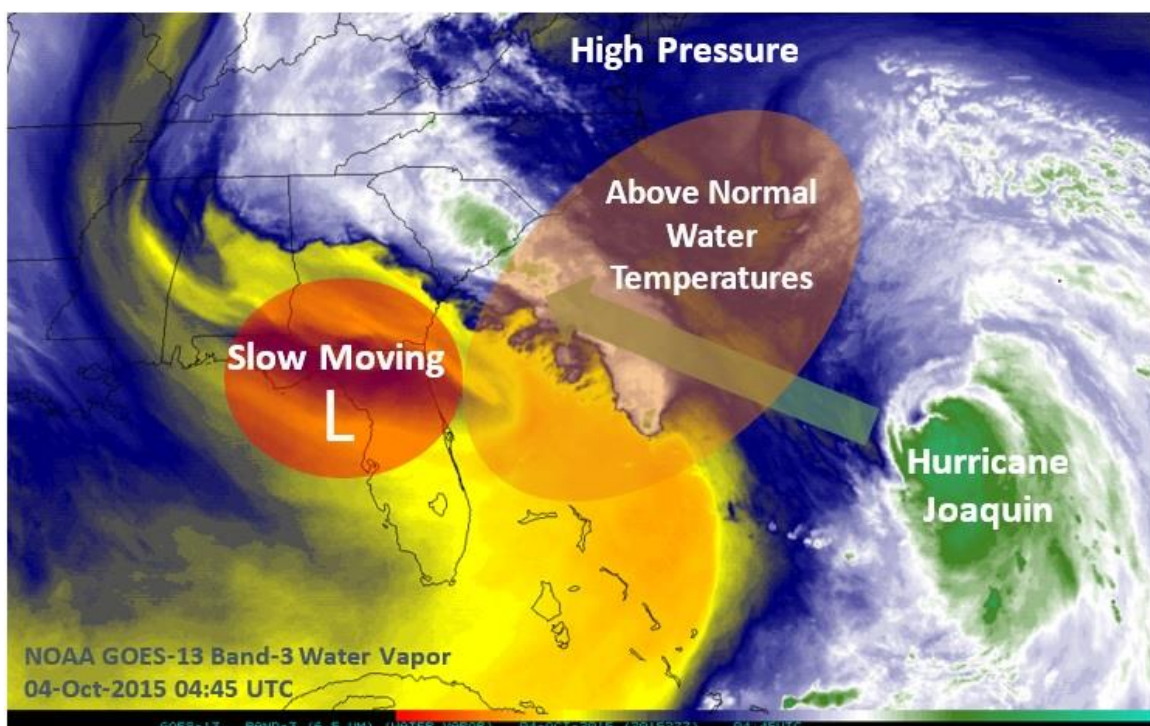 High Pressure
Above Normal
Water
Temperatures
Slow Moving
L
Hurricane
Joaquin
NOAA GOES-13 Band-3 Water Vapor
04-Oct-2015 04:45 UTC